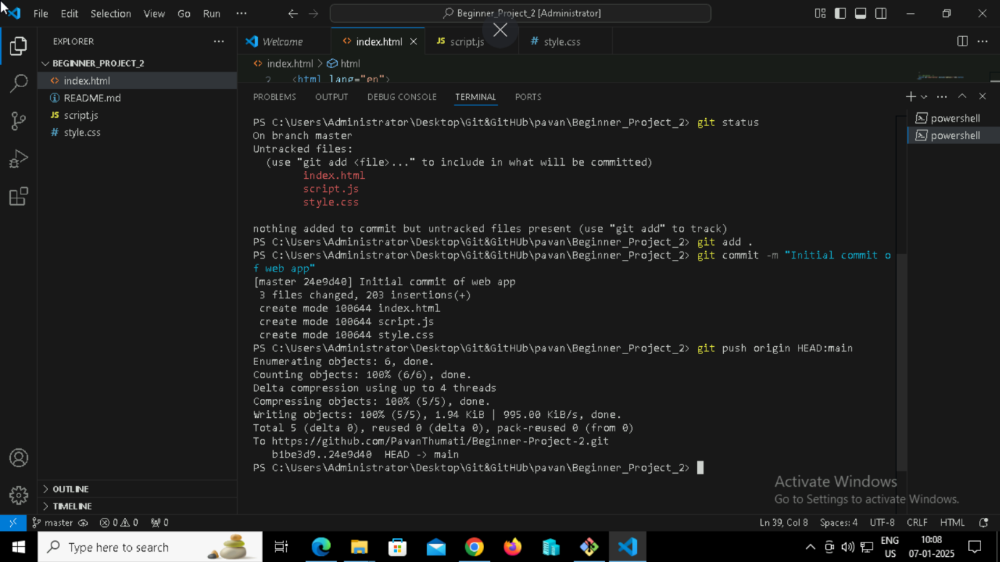 File Edit Selection View Go Run ···
Beginner_Project_2 [Administrator]
EXPLORER
BEGINNER_PROJECT_2
index.html
README.md
JS script.js
# style.css
OUTLINE
TIMELINE
Welcome
index.html
JS script.js
# style.css
index.html > html
2 <html lang="en">
PROBLEMS OUTPUT DEBUG CONSOLE TERMINAL PORTS
powershell
powershell
PS C:\Users\Administrator\Desktop\Git&GitHUb\pavan\Beginner_Project_2> git status
On branch master
Untracked files:
(use "git add <file>..." to include in what will be committed)
index.html
script.js
style.css
nothing added to commit but untracked files present (use "git add" to track)
PS C:\Users\Administrator\Desktop\Git&GitHUb\pavan\Beginner_Project_2> git add .
PS C:\Users\Administrator\Desktop\Git&GitHUb\pavan\Beginner_Project_2> git commit -m "Initial commit o
f web app"
[master 24e9d40] Initial commit of web app
3 files changed, 203 insertions(+)
create mode 100644 index.html
create mode 100644 script.js
create mode 100644 style.css
PS C:\Users\Administrator\Desktop\Git&GitHUb\pavan\Beginner_Project_2> git push origin HEAD:main
Enumerating objects: 6, done.
Counting objects: 100% (6/6), done.
Delta compression using up to 4 threads
Compressing objects: 100% (5/5), done.
Writing objects: 100% (5/5), 1.94 KiB | 995.00 KiB/s, done.
Total 5 (delta 0), reused 0 (delta 0), pack-reused 0 (from 0)
To https://github.com/PavanThumati/Beginner-Project-2.git
b1be3d9..24e9d40 HEAD -> main
PS C:\Users\Administrator\Desktop\Git&GitHUb\pavan\Beginner_Project_2>
Activate Windows
Go to Settings to activate Windows.
master 0 0 0
Ln 39, Col 8 Spaces: 4 UTF-8 CRLF HTML
Type here to search
ENG
US
10:08
07-01-2025